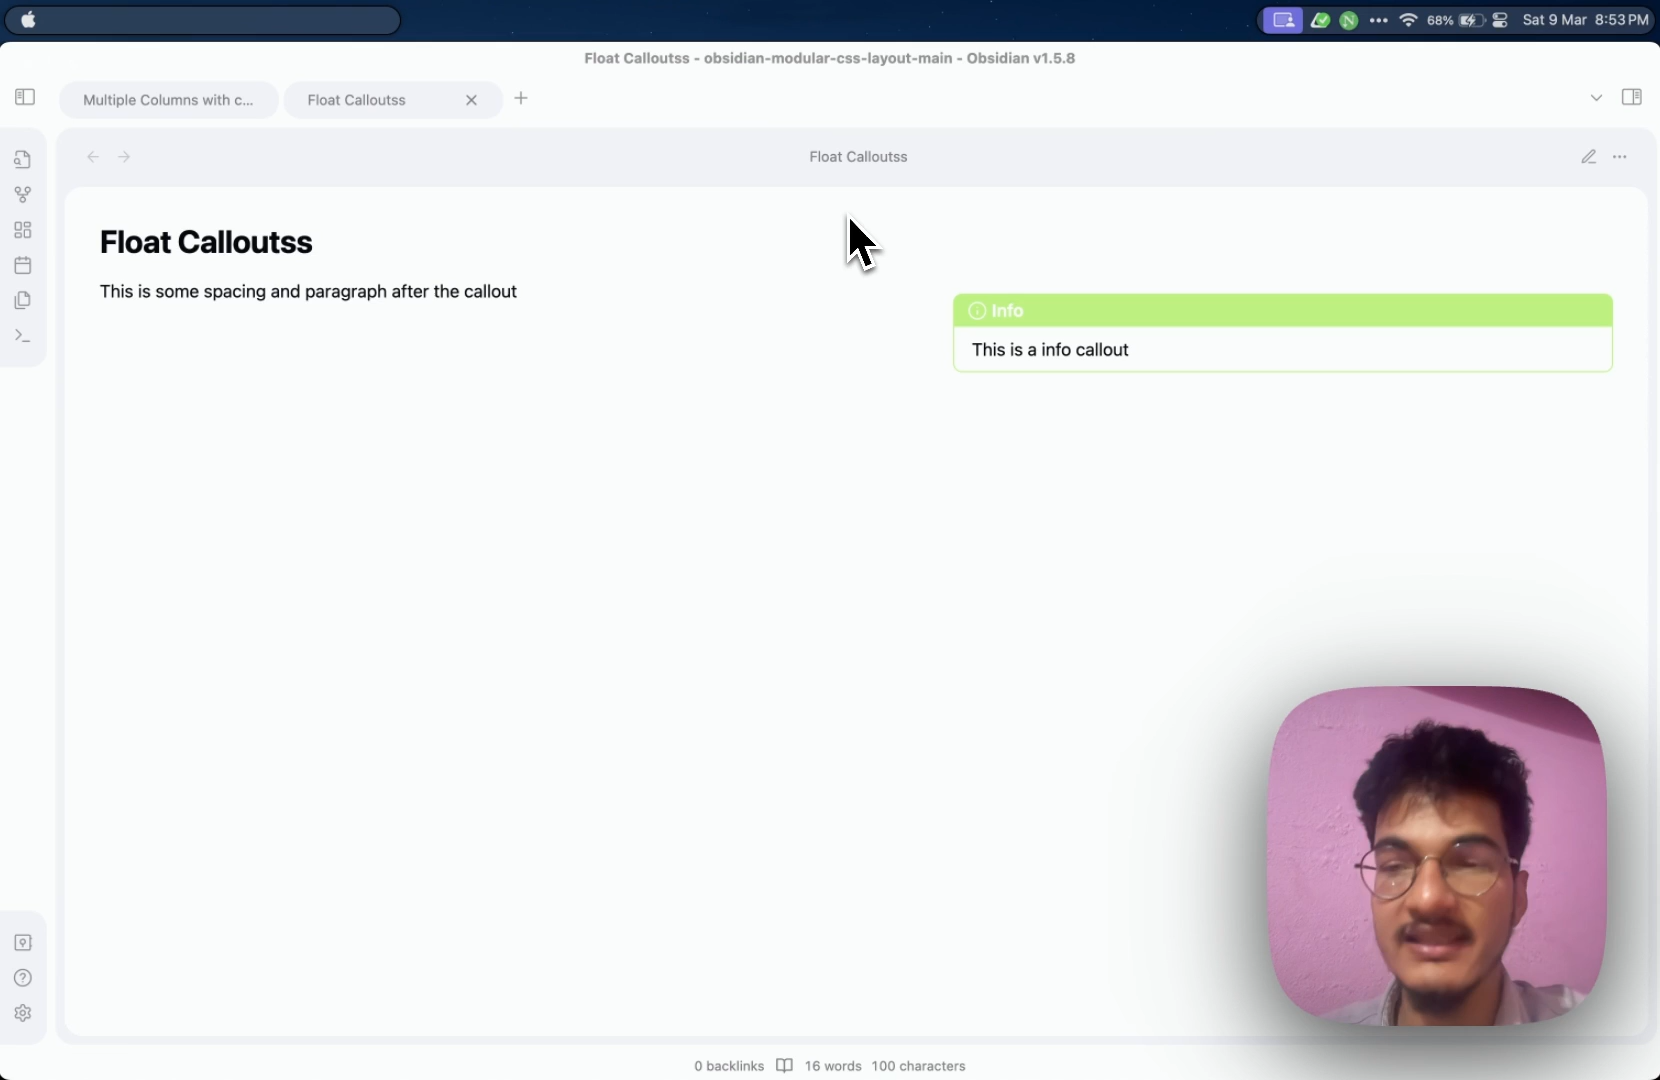 68%
Sat 9 Mar 8:53 PM
Float Calloutss - obsidian-modular-css-layout-main - Obsidian v1.5.8
Multiple Columns with c...
Float Calloutss
Float Calloutss
Float Calloutss
This is some spacing and paragraph after the callout
Info
This is a info callout
0 backlinks 16 words 100 characters